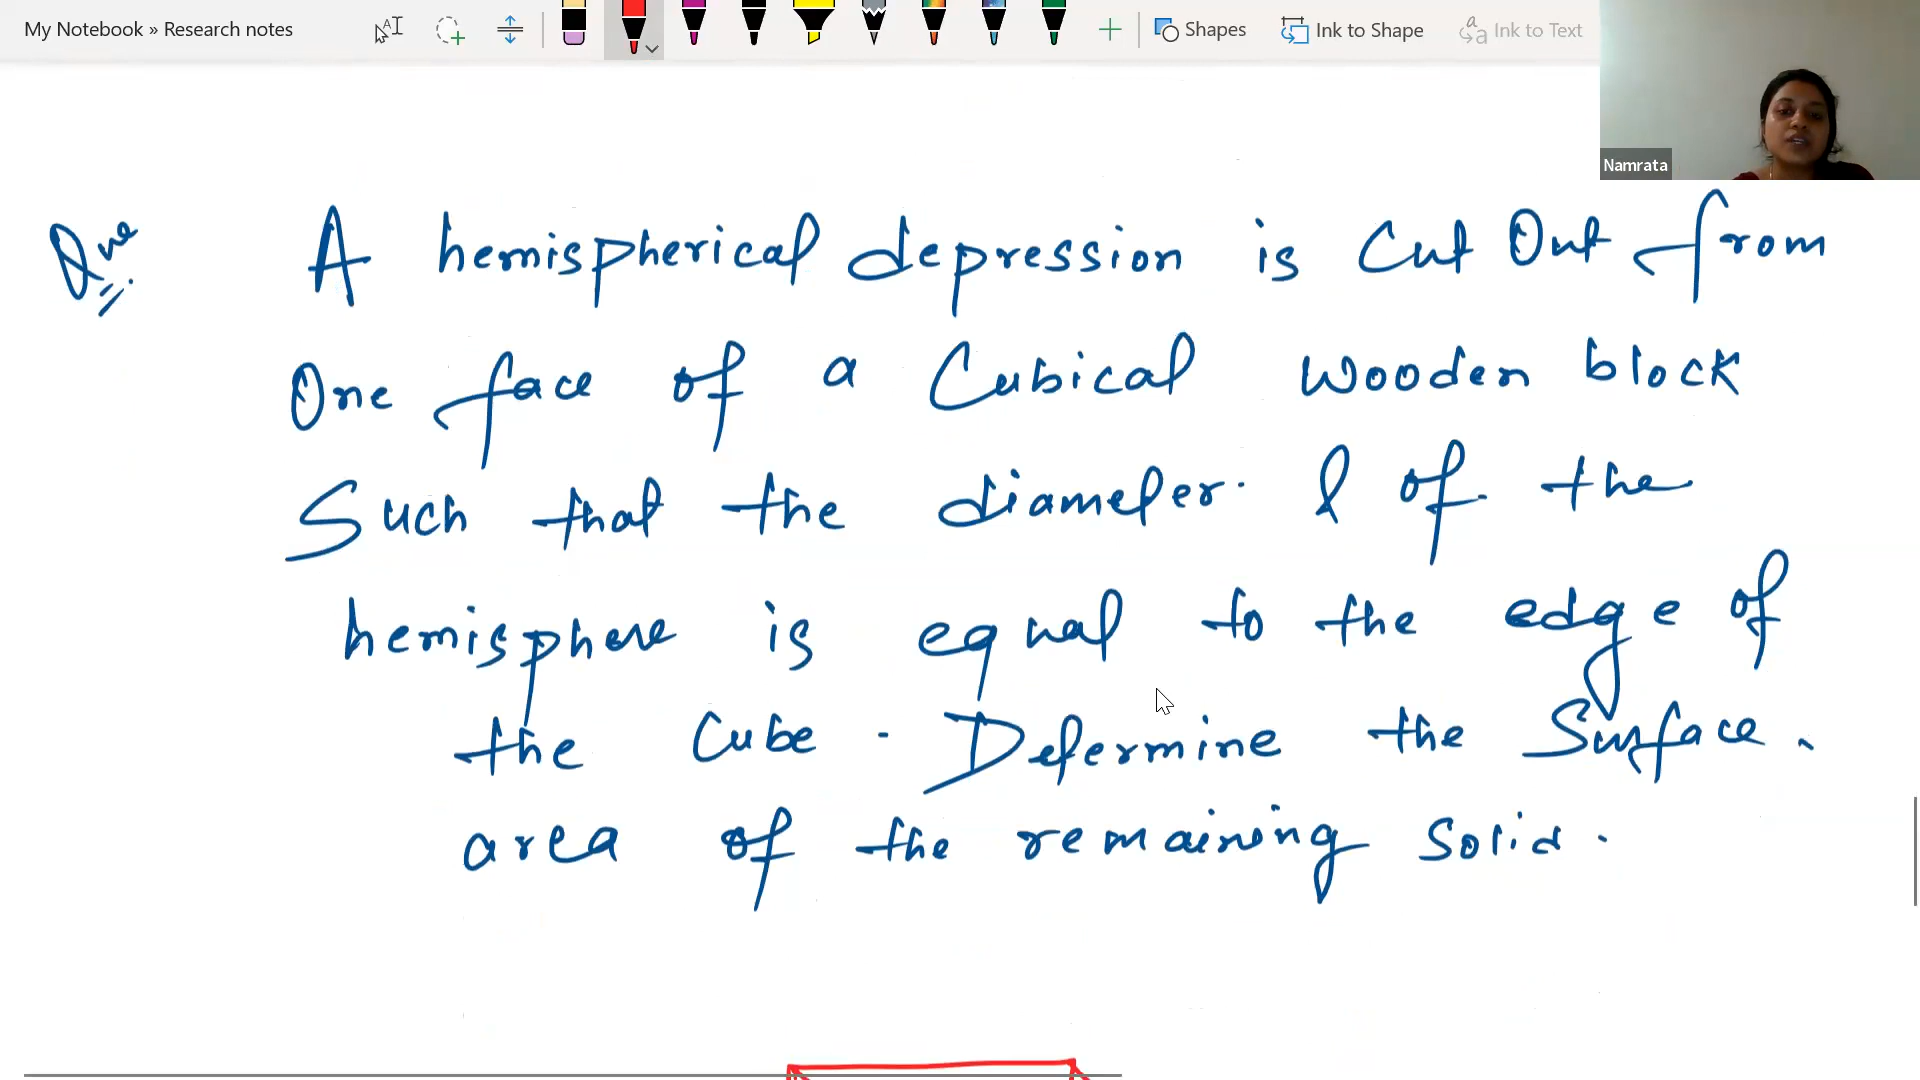 My Notebook » Research notes
Shapes
Ink to Shape
Ink to Text
Namrata
Que
A hemispherical depression is Cut Out from
One face of a Cubical wooden block
Such that the diameter l of the
hemisphere is equal to the edge of
the Cube. Determine the Surface
area of the remaining Solid.